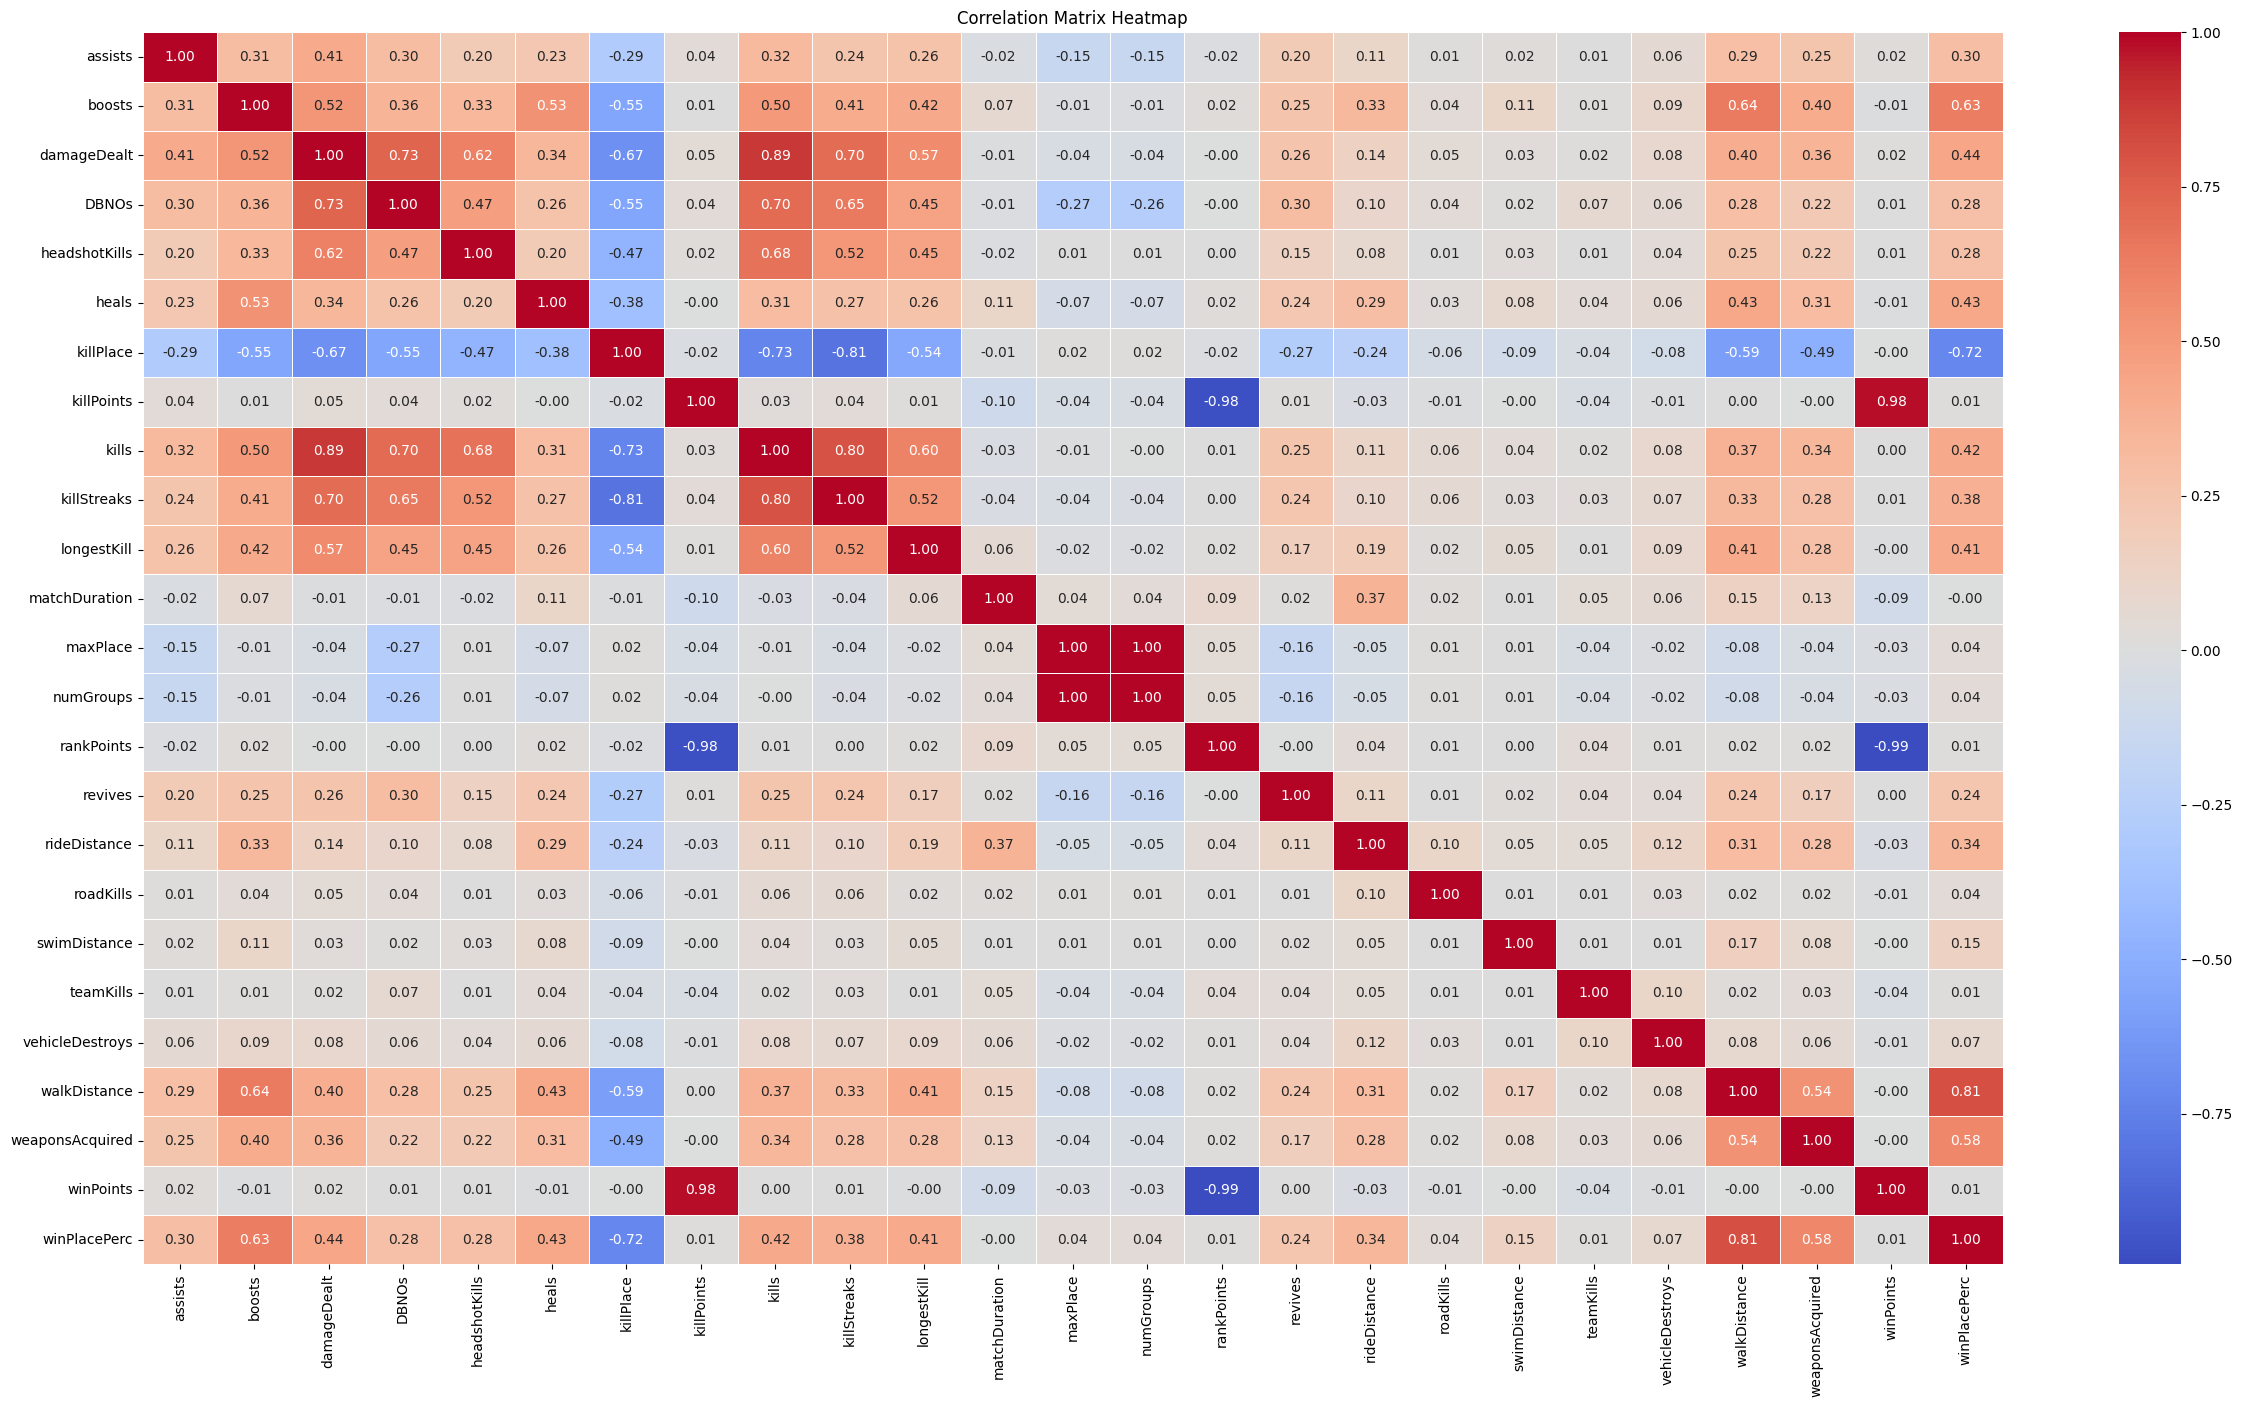 Correlation Matrix Heatmap
assists 1.00 0.31 0.41 0.30 0.20 0.23 -0.29 0.04 0.32 0.24 0.26 -0.02 -0.15 -0.15 -0.02 0.20 0.11 0.01 0.02 0.01 0.06 0.29 0.25 0.02 0.30
boosts 0.31 1.00 0.52 0.36 0.33 0.53 -0.55 0.01 0.50 0.41 0.42 0.07 -0.01 -0.01 0.02 0.25 0.33 0.04 0.11 0.01 0.09 0.64 0.40 -0.01 0.63
damageDealt 0.41 0.52 1.00 0.73 0.62 0.34 -0.67 0.05 0.89 0.70 0.57 -0.01 -0.04 -0.04 -0.00 0.26 0.14 0.05 0.03 0.02 0.08 0.40 0.36 0.02 0.44
DBNOs 0.30 0.36 0.73 1.00 0.47 0.26 -0.55 0.04 0.70 0.65 0.45 -0.01 -0.27 -0.26 -0.00 0.30 0.10 0.04 0.02 0.07 0.06 0.28 0.22 0.01 0.28
headshotKills 0.20 0.33 0.62 0.47 1.00 0.20 -0.47 0.02 0.68 0.52 0.45 -0.02 0.01 0.01 0.00 0.15 0.08 0.01 0.03 0.01 0.04 0.25 0.22 0.01 0.28
heals 0.23 0.53 0.34 0.26 0.20 1.00 -0.38 -0.00 0.31 0.27 0.26 0.11 -0.07 -0.07 0.02 0.24 0.29 0.03 0.08 0.04 0.06 0.43 0.31 -0.01 0.43
killPlace -0.29 -0.55 -0.67 -0.55 -0.47 -0.38 1.00 -0.02 -0.73 -0.81 -0.54 -0.01 0.02 0.02 -0.02 -0.27 -0.24 -0.06 -0.09 -0.04 -0.08 -0.59 -0.49 -0.00 -0.72
killPoints 0.04 0.01 0.05 0.04 0.02 -0.00 -0.02 1.00 0.03 0.04 0.01 -0.10 -0.04 -0.04 -0.98 0.01 -0.03 -0.01 -0.00 -0.04 -0.01 0.00 -0.00 0.98 0.01
kills 0.32 0.50 0.89 0.70 0.68 0.31 -0.73 0.03 1.00 0.80 0.60 -0.03 -0.01 -0.00 0.01 0.25 0.11 0.06 0.04 0.02 0.08 0.37 0.34 0.00 0.42
killStreaks 0.24 0.41 0.70 0.65 0.52 0.27 -0.81 0.04 0.80 1.00 0.52 -0.04 -0.04 -0.04 0.00 0.24 0.10 0.06 0.03 0.03 0.07 0.33 0.28 0.01 0.38
longestKill 0.26 0.42 0.57 0.45 0.45 0.26 -0.54 0.01 0.60 0.52 1.00 0.06 -0.02 -0.02 0.02 0.17 0.19 0.02 0.05 0.01 0.09 0.41 0.28 -0.00 0.41
matchDuration -0.02 0.07 -0.01 -0.01 -0.02 0.11 -0.01 -0.10 -0.03 -0.04 0.06 1.00 0.04 0.04 0.09 0.02 0.37 0.02 0.01 0.05 0.06 0.15 0.13 -0.09 -0.00
maxPlace -0.15 -0.01 -0.04 -0.27 0.01 -0.07 0.02 -0.04 -0.01 -0.04 -0.02 0.04 1.00 1.00 0.05 -0.16 -0.05 0.01 0.01 -0.04 -0.02 -0.08 -0.04 -0.03 0.04
numGroups -0.15 -0.01 -0.04 -0.26 0.01 -0.07 0.02 -0.04 -0.00 -0.04 -0.02 0.04 1.00 1.00 0.05 -0.16 -0.05 0.01 0.01 -0.04 -0.02 -0.08 -0.04 -0.03 0.04
rankPoints -0.02 0.02 -0.00 -0.00 0.00 0.02 -0.02 -0.98 0.01 0.00 0.02 0.09 0.05 0.05 1.00 -0.00 0.04 0.01 0.00 0.04 0.01 0.02 0.02 -0.99 0.01
revives 0.20 0.25 0.26 0.30 0.15 0.24 -0.27 0.01 0.25 0.24 0.17 0.02 -0.16 -0.16 -0.00 1.00 0.11 0.01 0.02 0.04 0.04 0.24 0.17 0.00 0.24
rideDistance 0.11 0.33 0.14 0.10 0.08 0.29 -0.24 -0.03 0.11 0.10 0.19 0.37 -0.05 -0.05 0.04 0.11 1.00 0.10 0.05 0.05 0.12 0.31 0.28 -0.03 0.34
roadKills 0.01 0.04 0.05 0.04 0.01 0.03 -0.06 -0.01 0.06 0.06 0.02 0.02 0.01 0.01 0.01 0.01 0.10 1.00 0.01 0.01 0.03 0.02 0.02 -0.01 0.04
swimDistance 0.02 0.11 0.03 0.02 0.03 0.08 -0.09 -0.00 0.04 0.03 0.05 0.01 0.01 0.01 0.00 0.02 0.05 0.01 1.00 0.01 0.01 0.17 0.08 -0.00 0.15
teamKills 0.01 0.01 0.02 0.07 0.01 0.04 -0.04 -0.04 0.02 0.03 0.01 0.05 -0.04 -0.04 0.04 0.04 0.05 0.01 0.01 1.00 0.10 0.02 0.03 -0.04 0.01
vehicleDestroys 0.06 0.09 0.08 0.06 0.04 0.06 -0.08 -0.01 0.08 0.07 0.09 0.06 -0.02 -0.02 0.01 0.04 0.12 0.03 0.01 0.10 1.00 0.08 0.06 -0.01 0.07
walkDistance 0.29 0.64 0.40 0.28 0.25 0.43 -0.59 0.00 0.37 0.33 0.41 0.15 -0.08 -0.08 0.02 0.24 0.31 0.02 0.17 0.02 0.08 1.00 0.54 -0.00 0.81
weaponsAcquired 0.25 0.40 0.36 0.22 0.22 0.31 -0.49 -0.00 0.34 0.28 0.28 0.13 -0.04 -0.04 0.02 0.17 0.28 0.02 0.08 0.03 0.06 0.54 1.00 -0.00 0.58
winPoints 0.02 -0.01 0.02 0.01 0.01 -0.01 -0.00 0.98 0.00 0.01 -0.00 -0.09 -0.03 -0.03 -0.99 0.00 -0.03 -0.01 -0.00 -0.04 -0.01 -0.00 -0.00 1.00 0.01
winPlacePerc 0.30 0.63 0.44 0.28 0.28 0.43 -0.72 0.01 0.42 0.38 0.41 -0.00 0.04 0.04 0.01 0.24 0.34 0.04 0.15 0.01 0.07 0.81 0.58 0.01 1.00
assists boosts damageDealt DBNOs headshotKills heals killPlace killPoints kills killStreaks longestKill matchDuration maxPlace numGroups rankPoints revives rideDistance roadKills swimDistance teamKills vehicleDestroys walkDistance weaponsAcquired winPoints winPlacePerc
1.00
0.75
0.50
0.25
0.00
−0.25
−0.50
−0.75